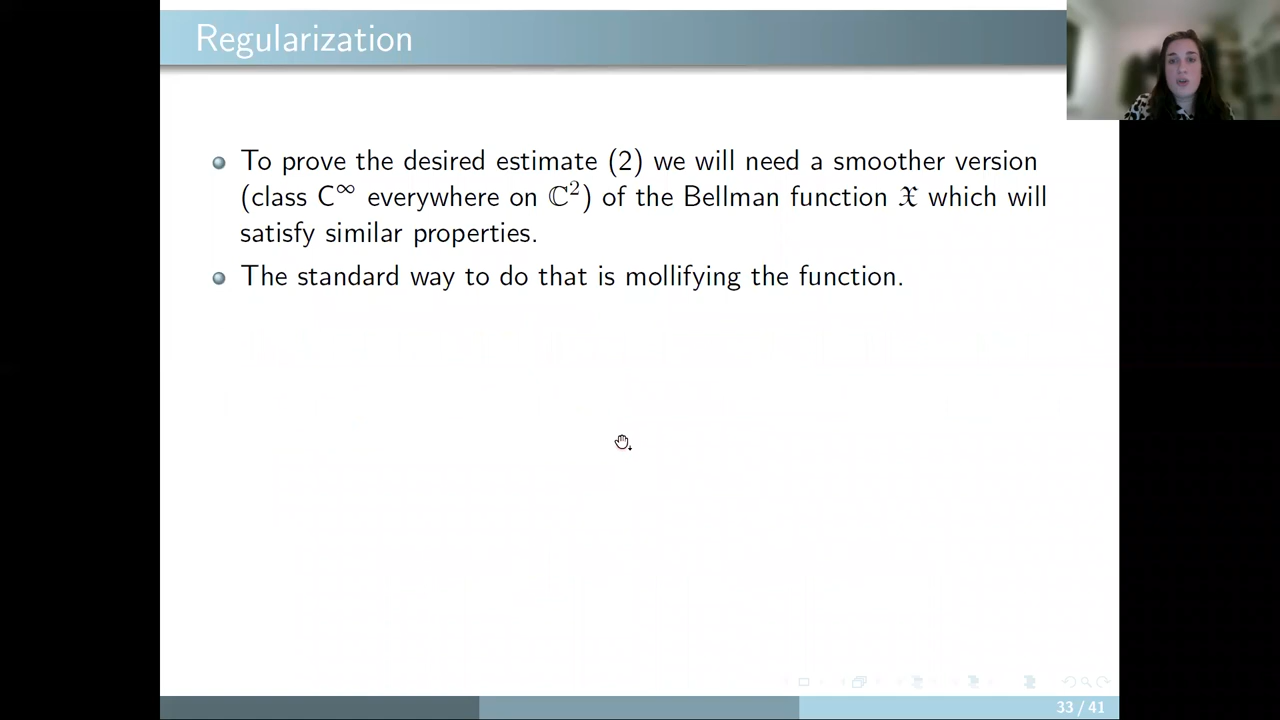 Regularization
To prove the desired estimate (2) we will need a smoother version
(class C^∞ everywhere on ℂ²) of the Bellman function 𝔛 which will
satisfy similar properties.
The standard way to do that is mollifying the function.
33 / 41